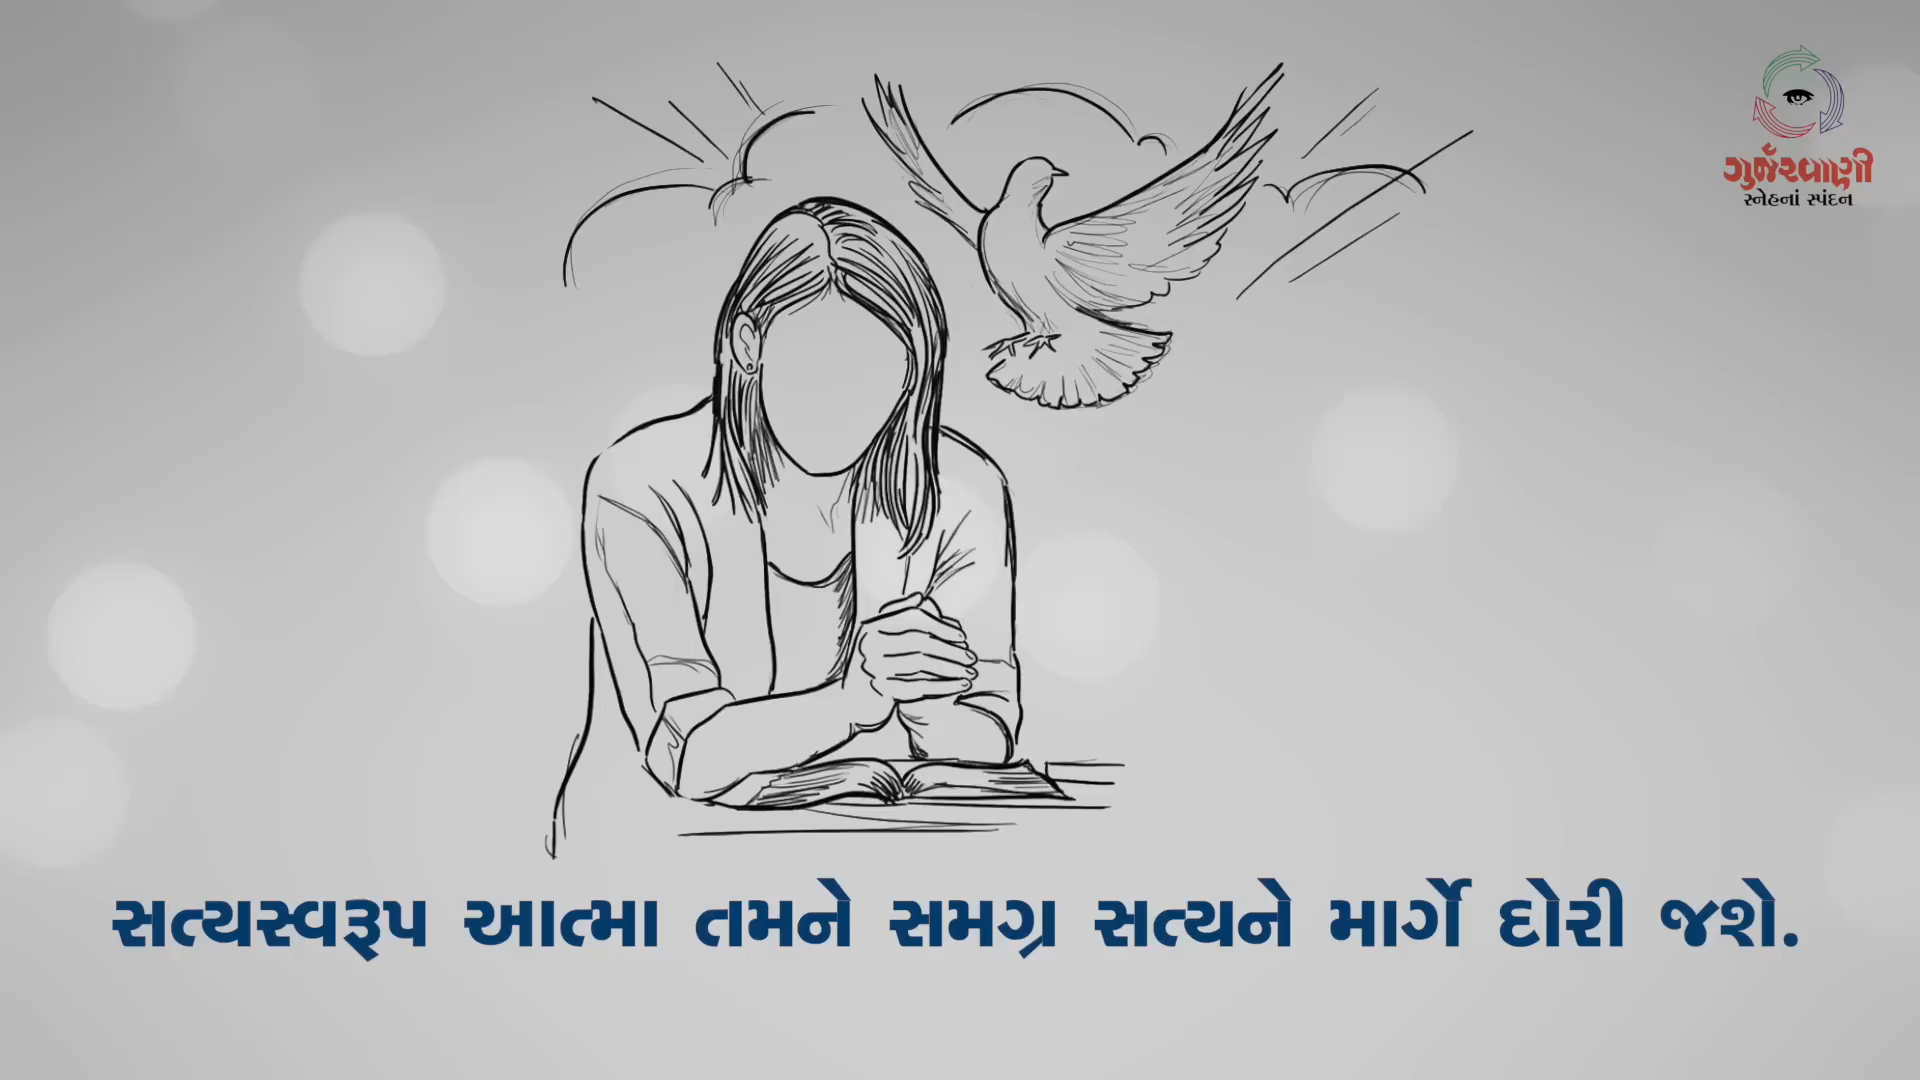 ગુર્જરવાણી
સ્નેહનાં સ્પંદન
સત્યસ્વરૂપ આત્મા તમને સમગ્ર સત્યને માર્ગે દોરી જશે.